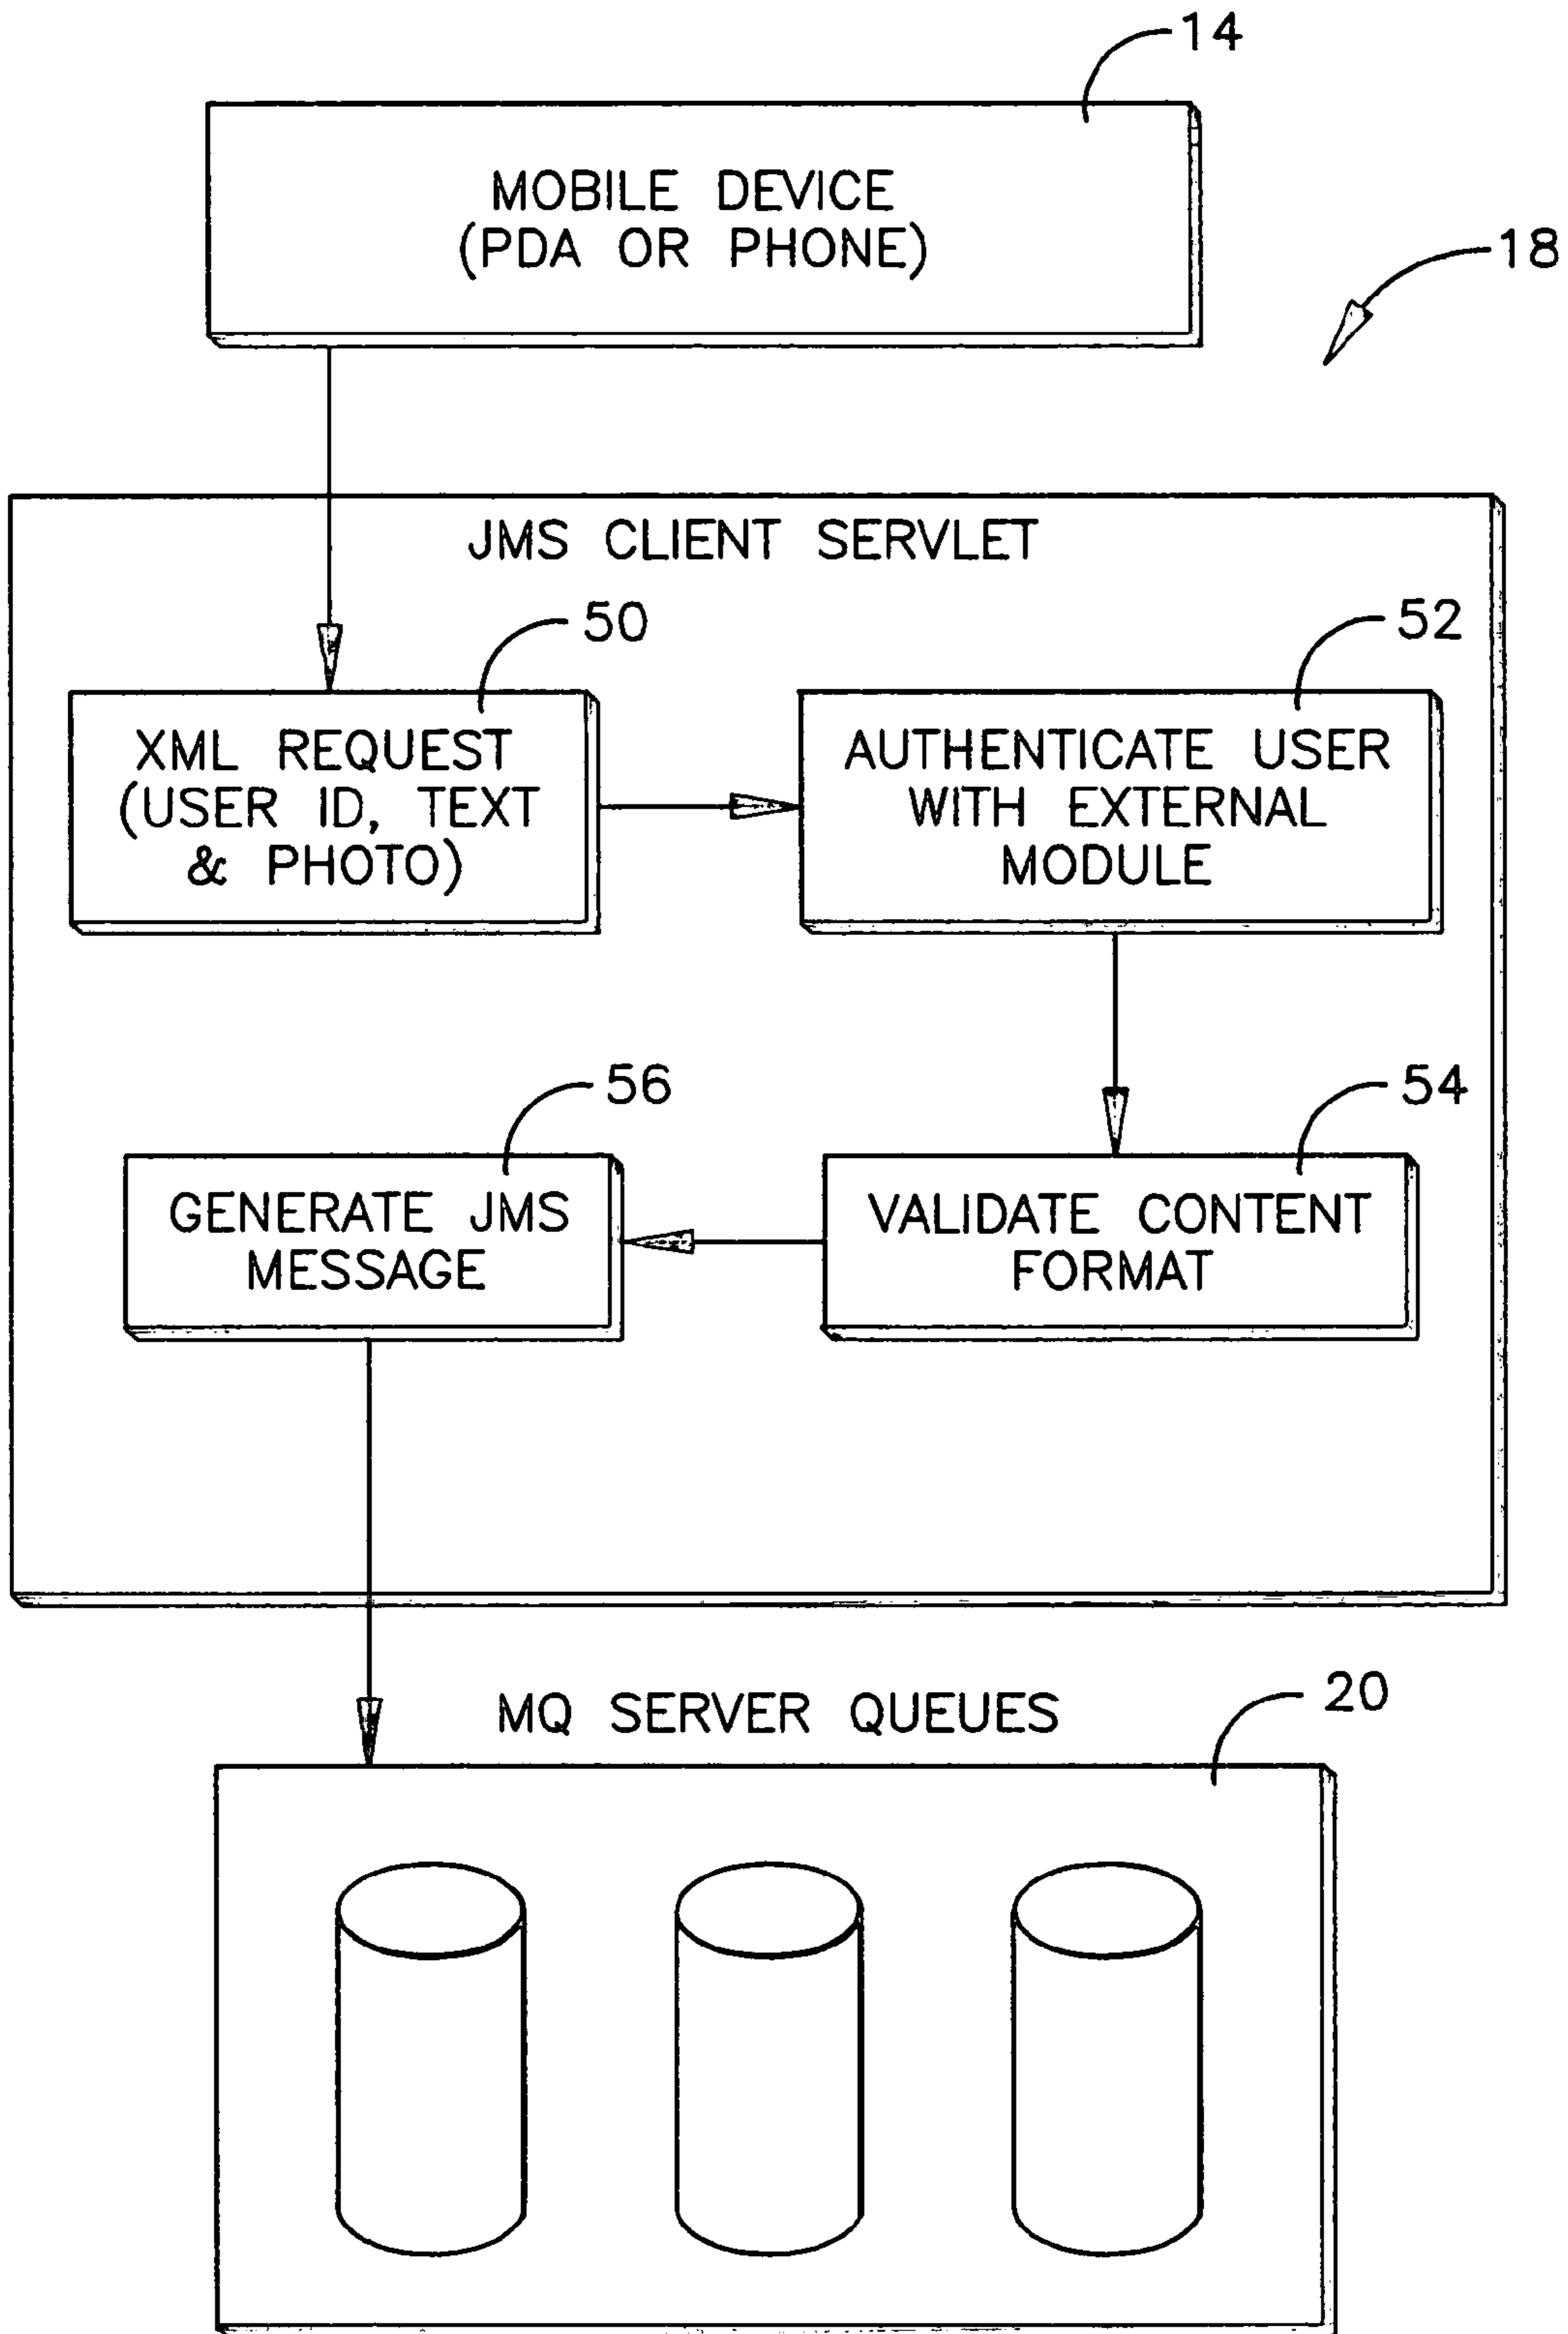 14
MOBILE DEVICE
(PDA OR PHONE)
18
JMS CLIENT SERVLET
50
52
XML REQUEST
(USER ID, TEXT
& PHOTO)
AUTHENTICATE USER
WITH EXTERNAL
MODULE
56
54
GENERATE JMS
MESSAGE
VALIDATE CONTENT
FORMAT
20
MQ SERVER QUEUES